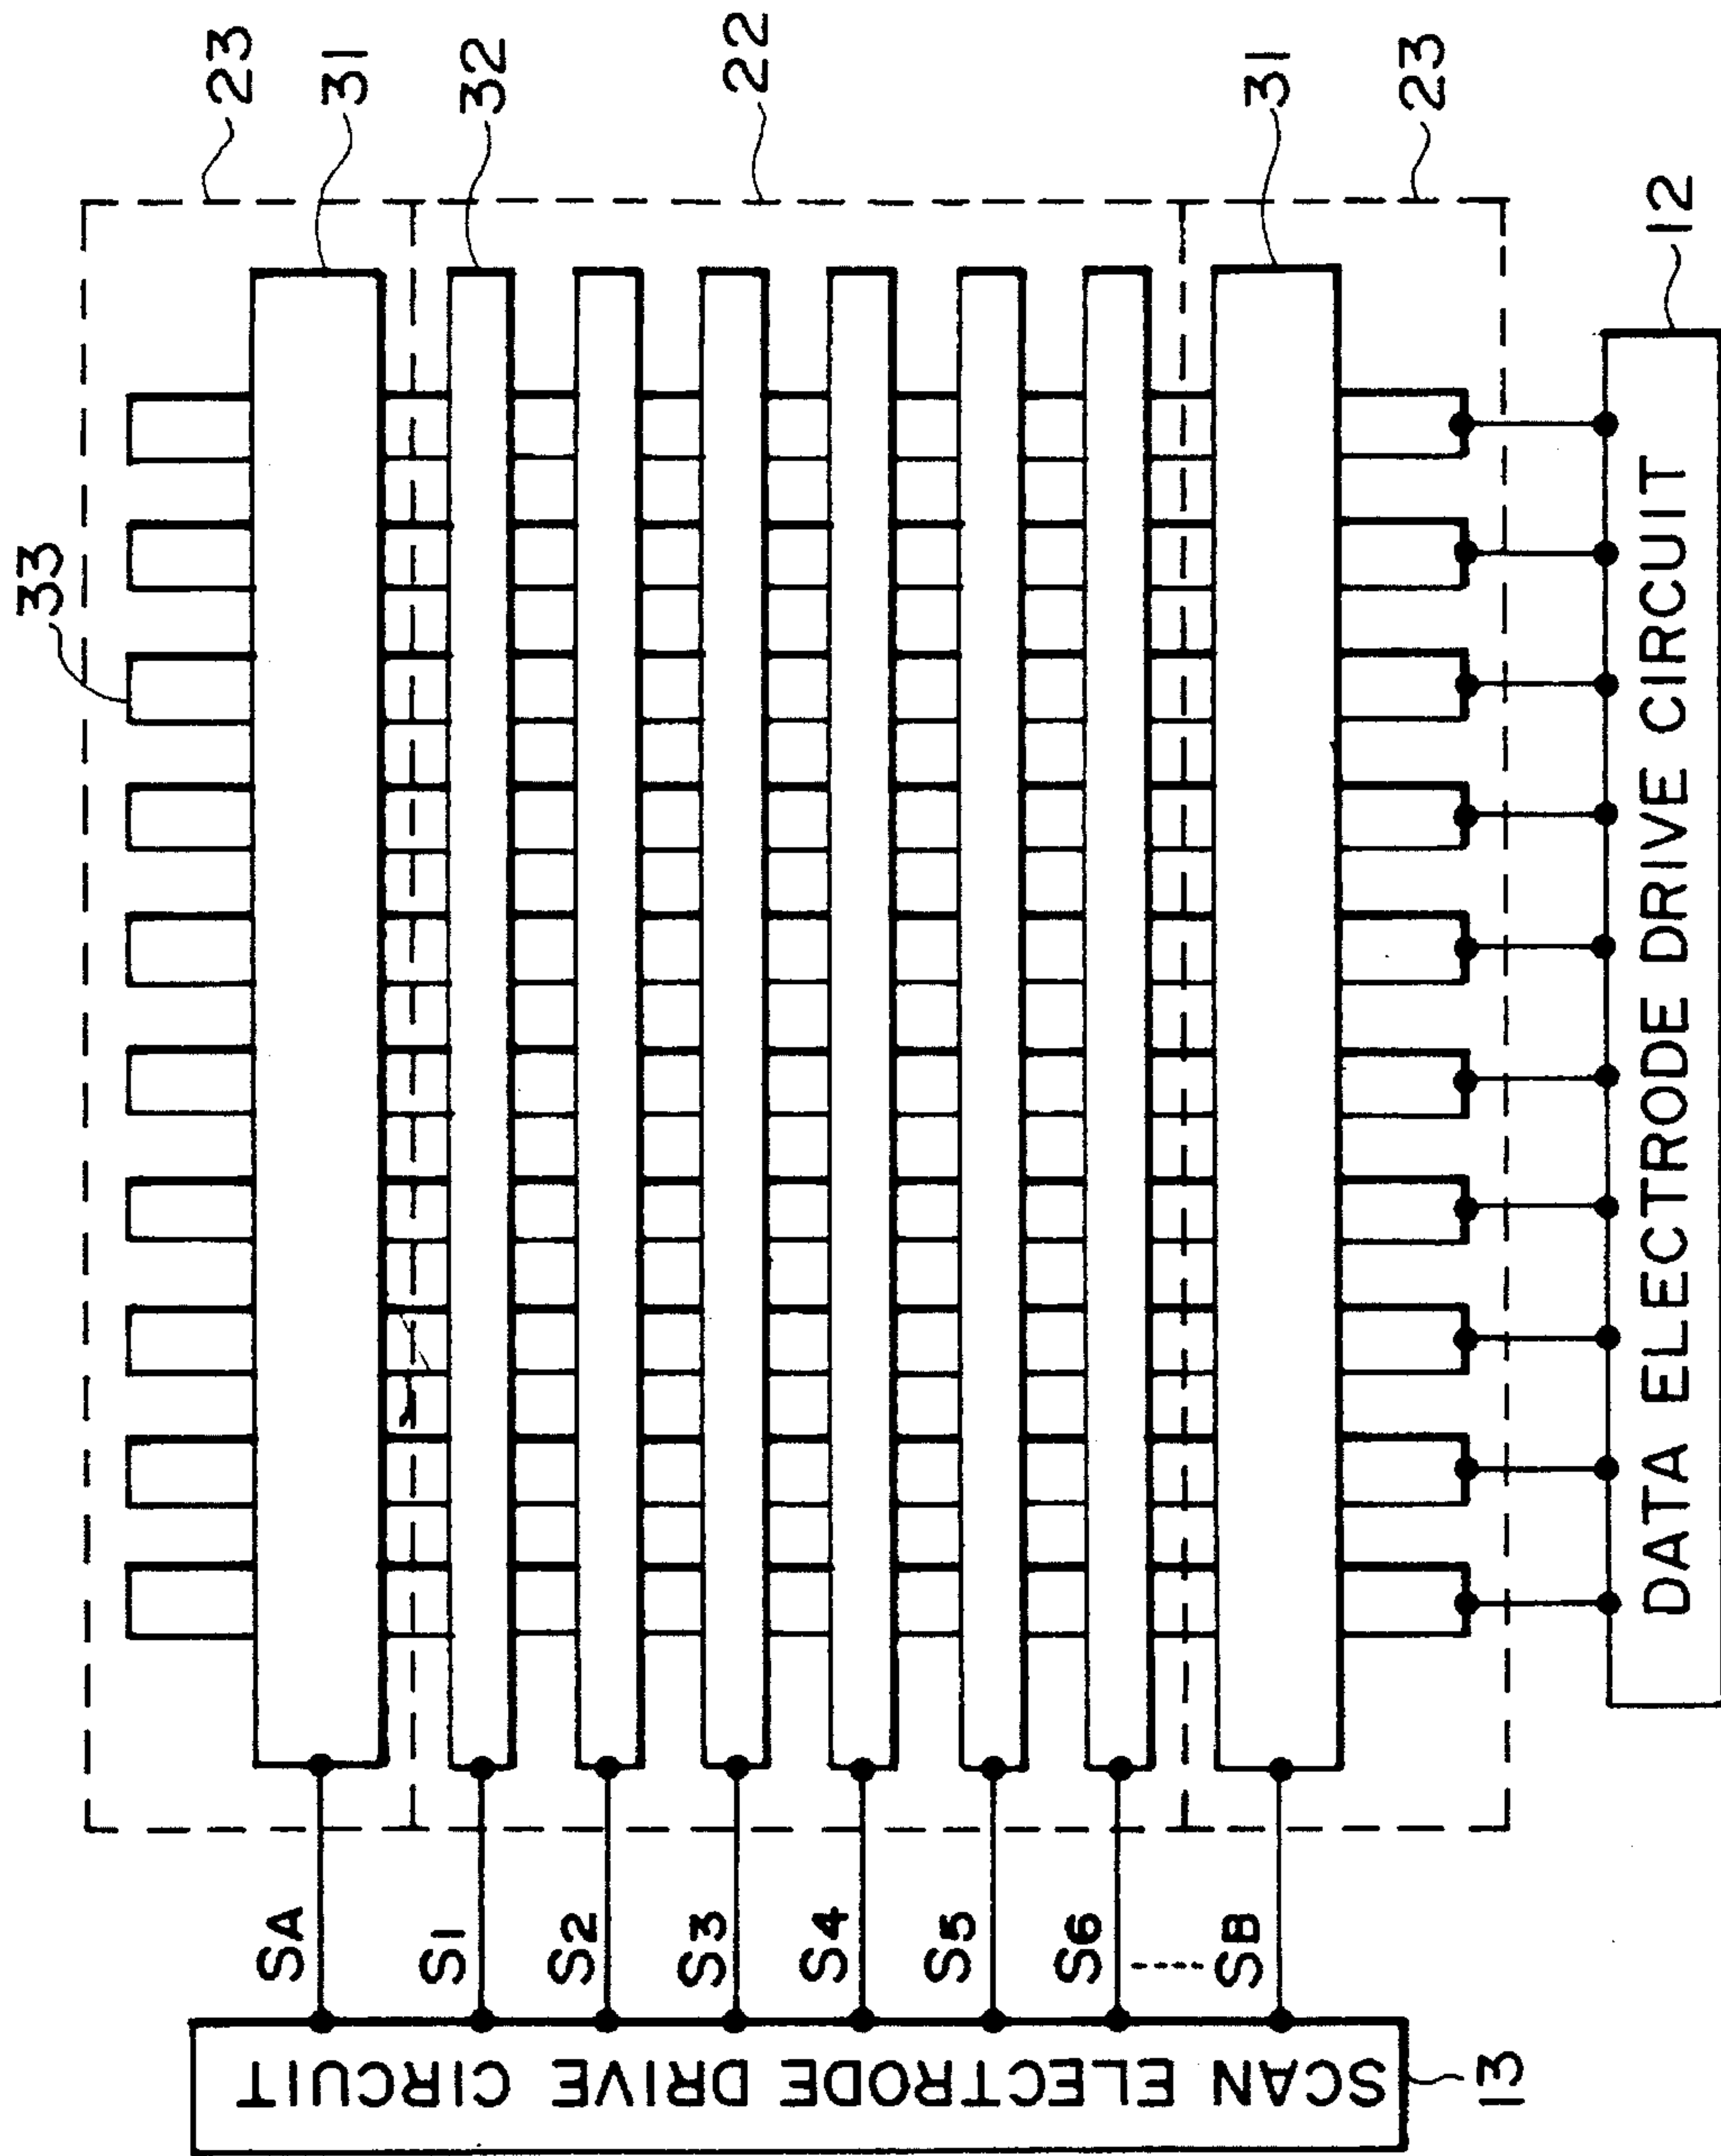 23
31
32
22
31
23
12
33
DATA ELECTRODE DRIVE CIRCUIT
SA
S1
S2
S3
S4
S5
S6
SB
SCAN ELECTRODE DRIVE CIRCUIT
13